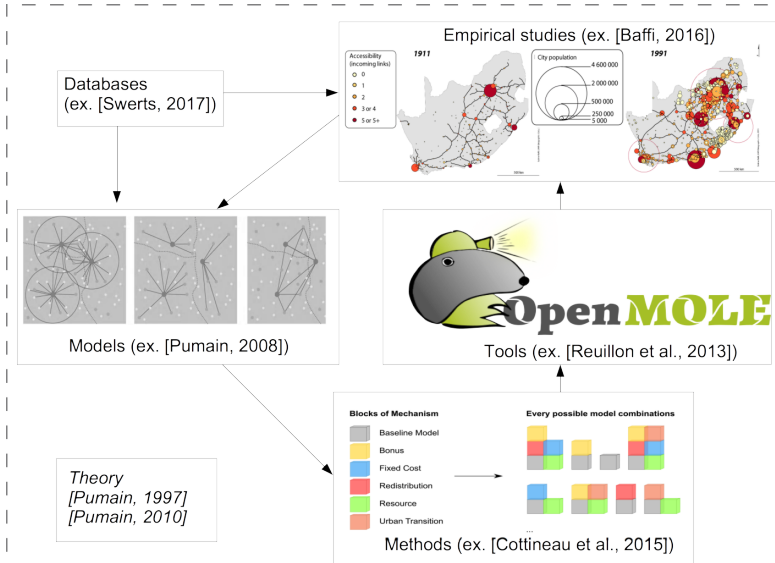 Empirical studies (ex. [Baffi, 2016])
Accessibility
(incoming links)
0
1
2
3 or 4
5 or 5+
1911
City population
4 600 000
2 000 000
500 000
250 000
5 000
1991
Databases
(ex. [Swerts, 2017])
Models (ex. [Pumain, 2008])
OpenMOLE
Tools (ex. [Reuillon et al., 2013])
Blocks of Mechanism
Baseline Model
Bonus
Fixed Cost
Redistribution
Resource
Urban Transition
Every possible model combinations
...
Methods (ex. [Cottineau et al., 2015])
Theory
[Pumain, 1997]
[Pumain, 2010]